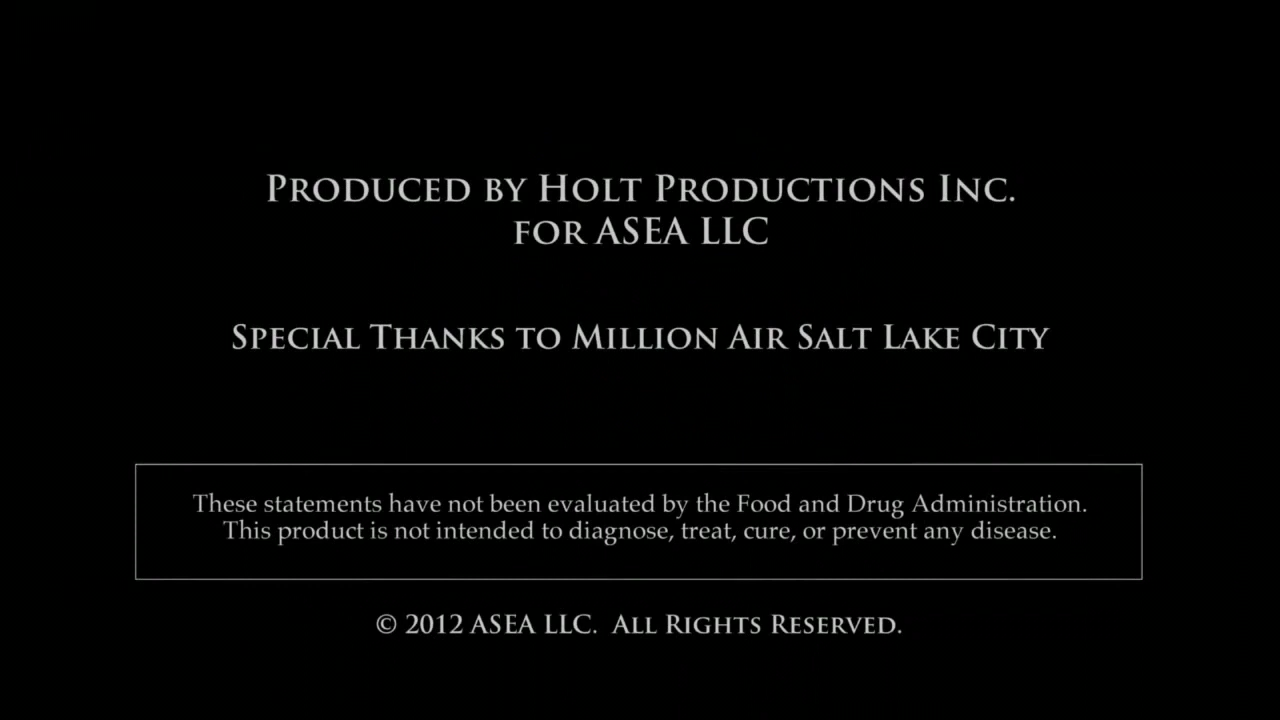 Produced by Holt Productions Inc.
for ASEA LLC
Special Thanks to Million Air Salt Lake City
These statements have not been evaluated by the Food and Drug Administration.
This product is not intended to diagnose, treat, cure, or prevent any disease.
© 2012 ASEA LLC. All Rights Reserved.